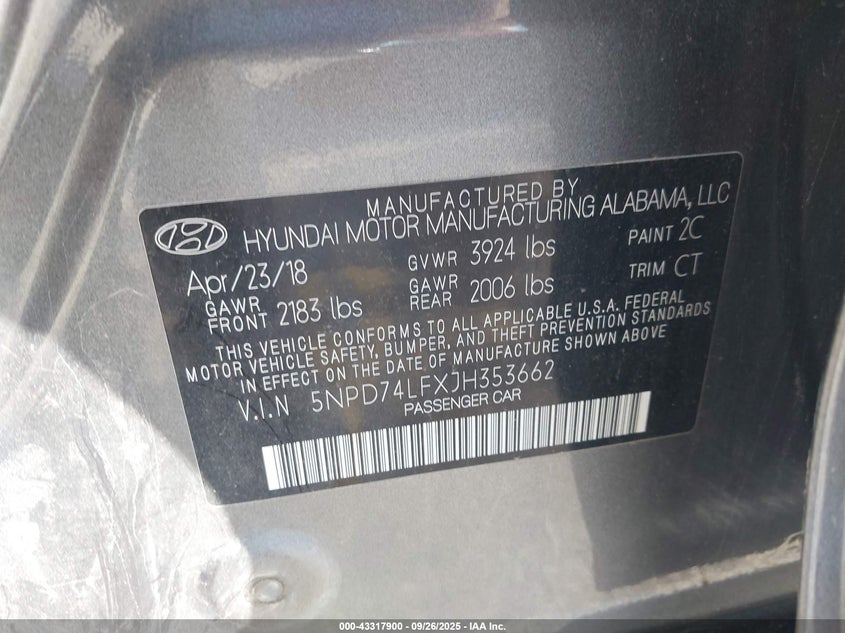 MANUFACTURED BY
HYUNDAI MOTOR MANUFACTURING ALABAMA, LLC
Apr/23/18 GVWR 3924 lbs PAINT 2C
GAWR FRONT 2183 lbs GAWR REAR 2006 lbs TRIM CT
THIS VEHICLE CONFORMS TO ALL APPLICABLE U.S.A. FEDERAL
MOTOR VEHICLE SAFETY, BUMPER, AND THEFT PREVENTION STANDARDS
IN EFFECT ON THE DATE OF MANUFACTURE SHOWN ABOVE
V.I.N 5NPD74LFXJH353662
PASSENGER CAR
000-43317900 - 09/26/2025 - IAA Inc.